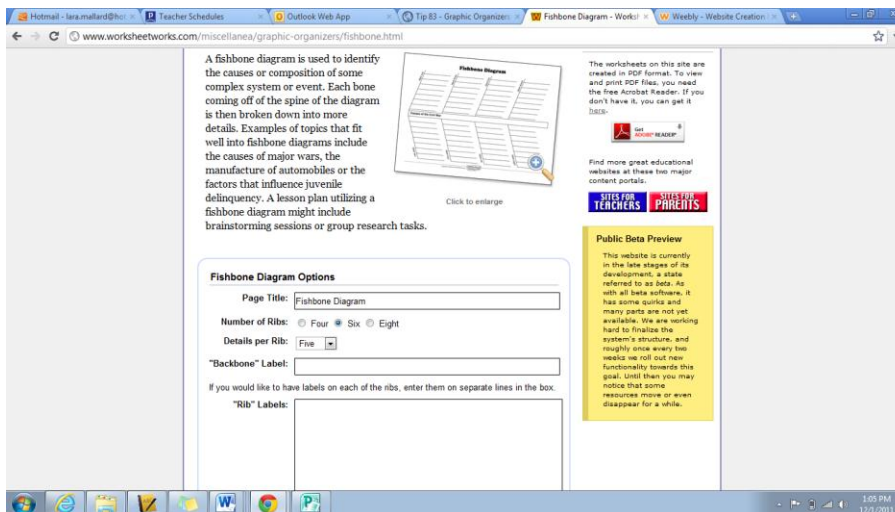 Hotmail - lara.mallard@hot
Teacher Schedules
Outlook Web App
Tip 83 - Graphic Organizers
Fishbone Diagram - Worksh
Weebly - Website Creation
www.worksheetworks.com/miscellanea/graphic-organizers/fishbone.html
A fishbone diagram is used to identify
the causes or composition of some
complex system or event. Each bone
coming off of the spine of the diagram
is then broken down into more
details. Examples of topics that fit
well into fishbone diagrams include
the causes of major wars, the
manufacture of automobiles or the
factors that influence juvenile
delinquency. A lesson plan utilizing a
fishbone diagram might include
brainstorming sessions or group research tasks.
Fishbone Diagram
Click to enlarge
The worksheets on this site are
created in PDF format. To view
and print PDF files, you need
the free Acrobat Reader. If you
don't have it, you can get it
here.
Get
ADOBE® READER®
Find more great educational
websites at these two major
content portals.
SITES FOR
TEACHERS
SITES FOR
PARENTS
Public Beta Preview
This website is currently
in the late stages of its
development, a state
referred to as beta. As
with all beta software, it
has some quirks and
many parts are not yet
available. We are working
hard to finalize the
system's structure, and
roughly once every two
weeks we roll out new
functionality towards this
goal. Until then you may
notice that some
resources move or even
disappear for a while.
Fishbone Diagram Options
Page Title: Fishbone Diagram
Number of Ribs: Four Six Eight
Details per Rib: Five
"Backbone" Label:
If you would like to have labels on each of the ribs, enter them on separate lines in the box.
"Rib" Labels:
1:05 PM